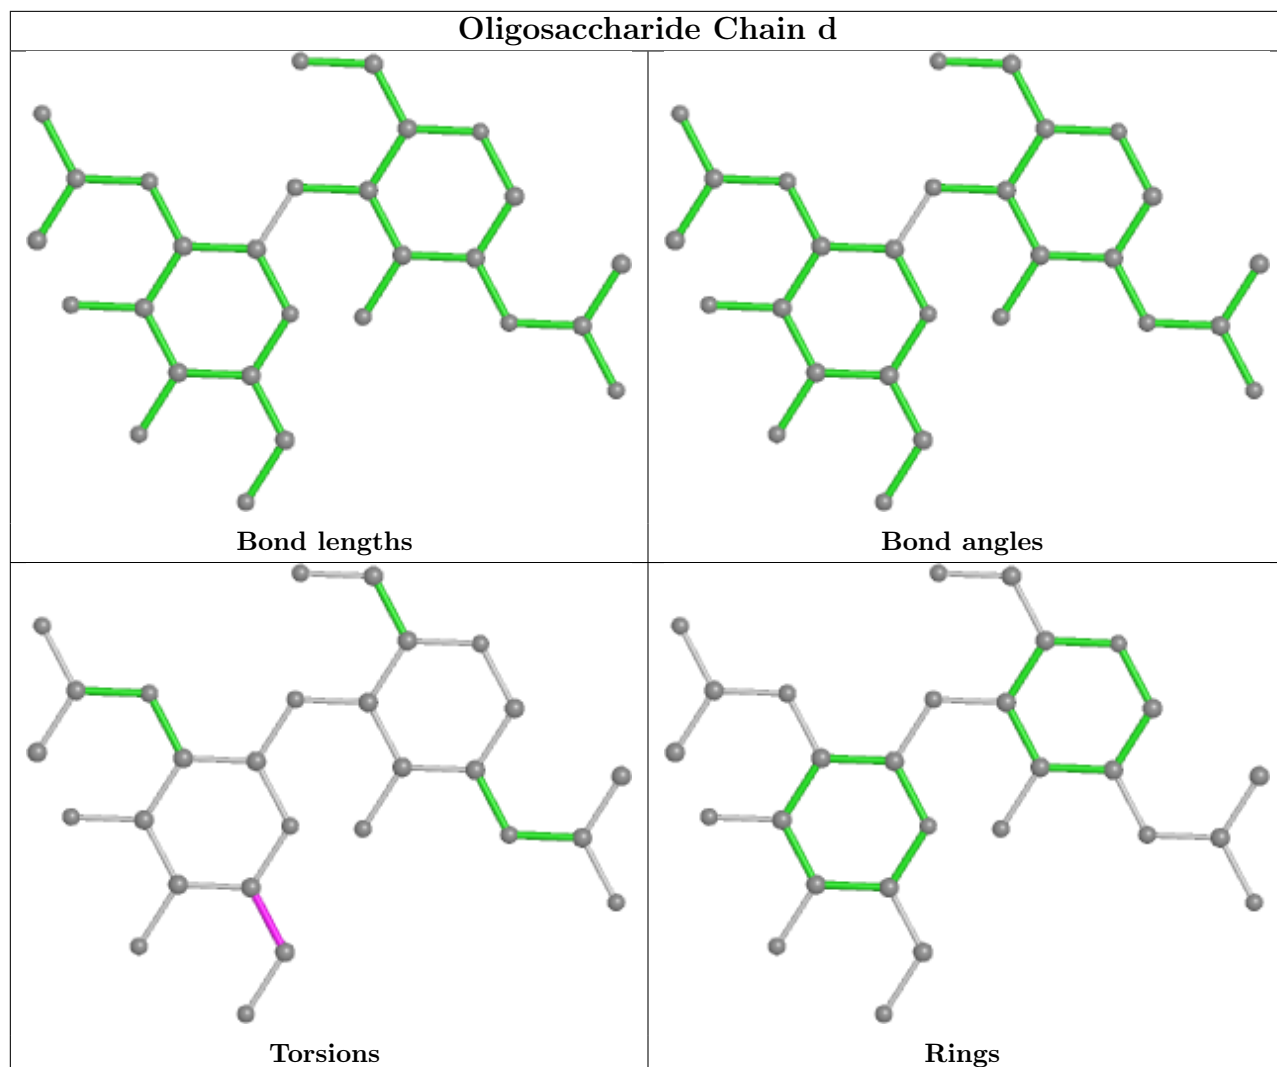 Oligosaccharide Chain d
Bond lengths
Bond angles
Torsions
Rings